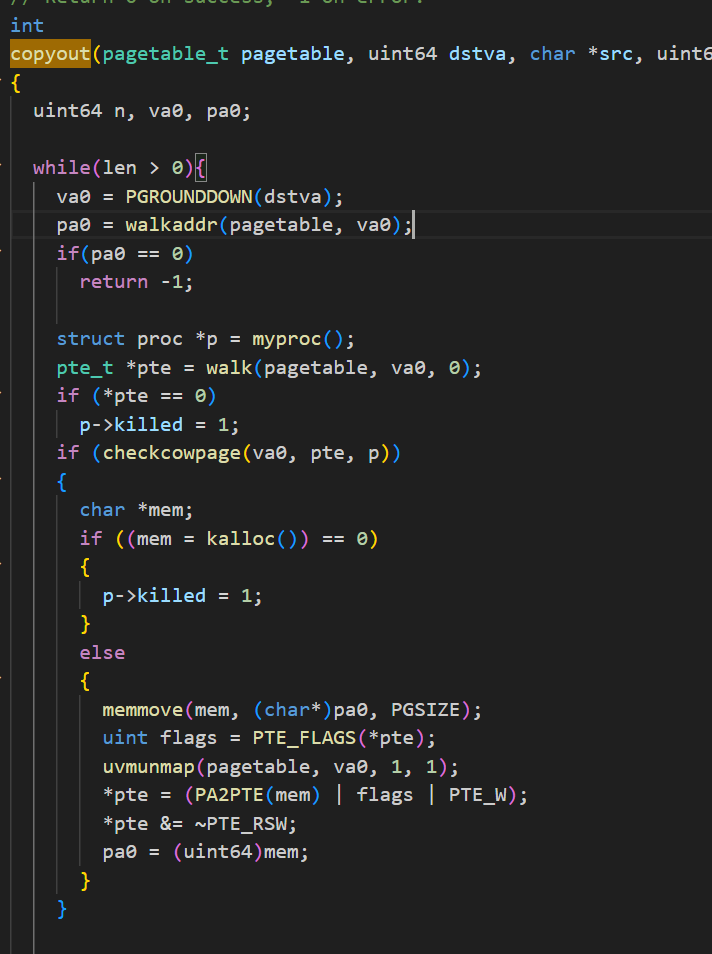 // Return 0 on success, -1 on error.
int
copyout(pagetable_t pagetable, uint64 dstva, char *src, uint6
{
uint64 n, va0, pa0;
while(len > 0){
va0 = PGROUNDDOWN(dstva);
pa0 = walkaddr(pagetable, va0);
if(pa0 == 0)
return -1;
struct proc *p = myproc();
pte_t *pte = walk(pagetable, va0, 0);
if (*pte == 0)
p->killed = 1;
if (checkcowpage(va0, pte, p))
{
char *mem;
if ((mem = kalloc()) == 0)
{
p->killed = 1;
}
else
{
memmove(mem, (char*)pa0, PGSIZE);
uint flags = PTE_FLAGS(*pte);
uvmunmap(pagetable, va0, 1, 1);
*pte = (PA2PTE(mem) | flags | PTE_W);
*pte &= ~PTE_RSW;
pa0 = (uint64)mem;
}
}